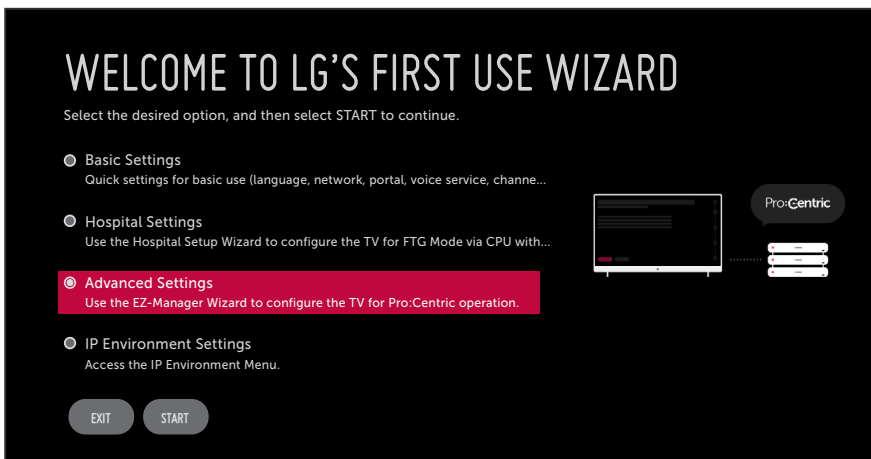 WELCOME TO LG'S FIRST USE WIZARD
Select the desired option, and then select START to continue.
Basic Settings
Quick settings for basic use (language, network, portal, voice service, channe...
Hospital Settings
Use the Hospital Setup Wizard to configure the TV for FTG Mode via CPU with...
Pro:Centric
Advanced Settings
Use the EZ-Manager Wizard to configure the TV for Pro:Centric operation.
IP Environment Settings
Access the IP Environment Menu.
EXIT START